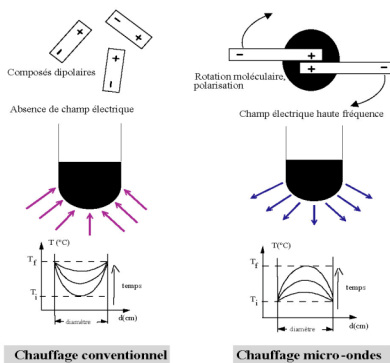 Composés dipolaires
Absence de champ électrique
T (°C)
Tf
Ti
temps
diamètre
d(cm)
Chauffage conventionnel
Rotation moléculaire,
polarisation
Champ électrique haute fréquence
T(°C)
Tf
Ti
temps
diamètre
d(cm)
Chauffage micro-ondes